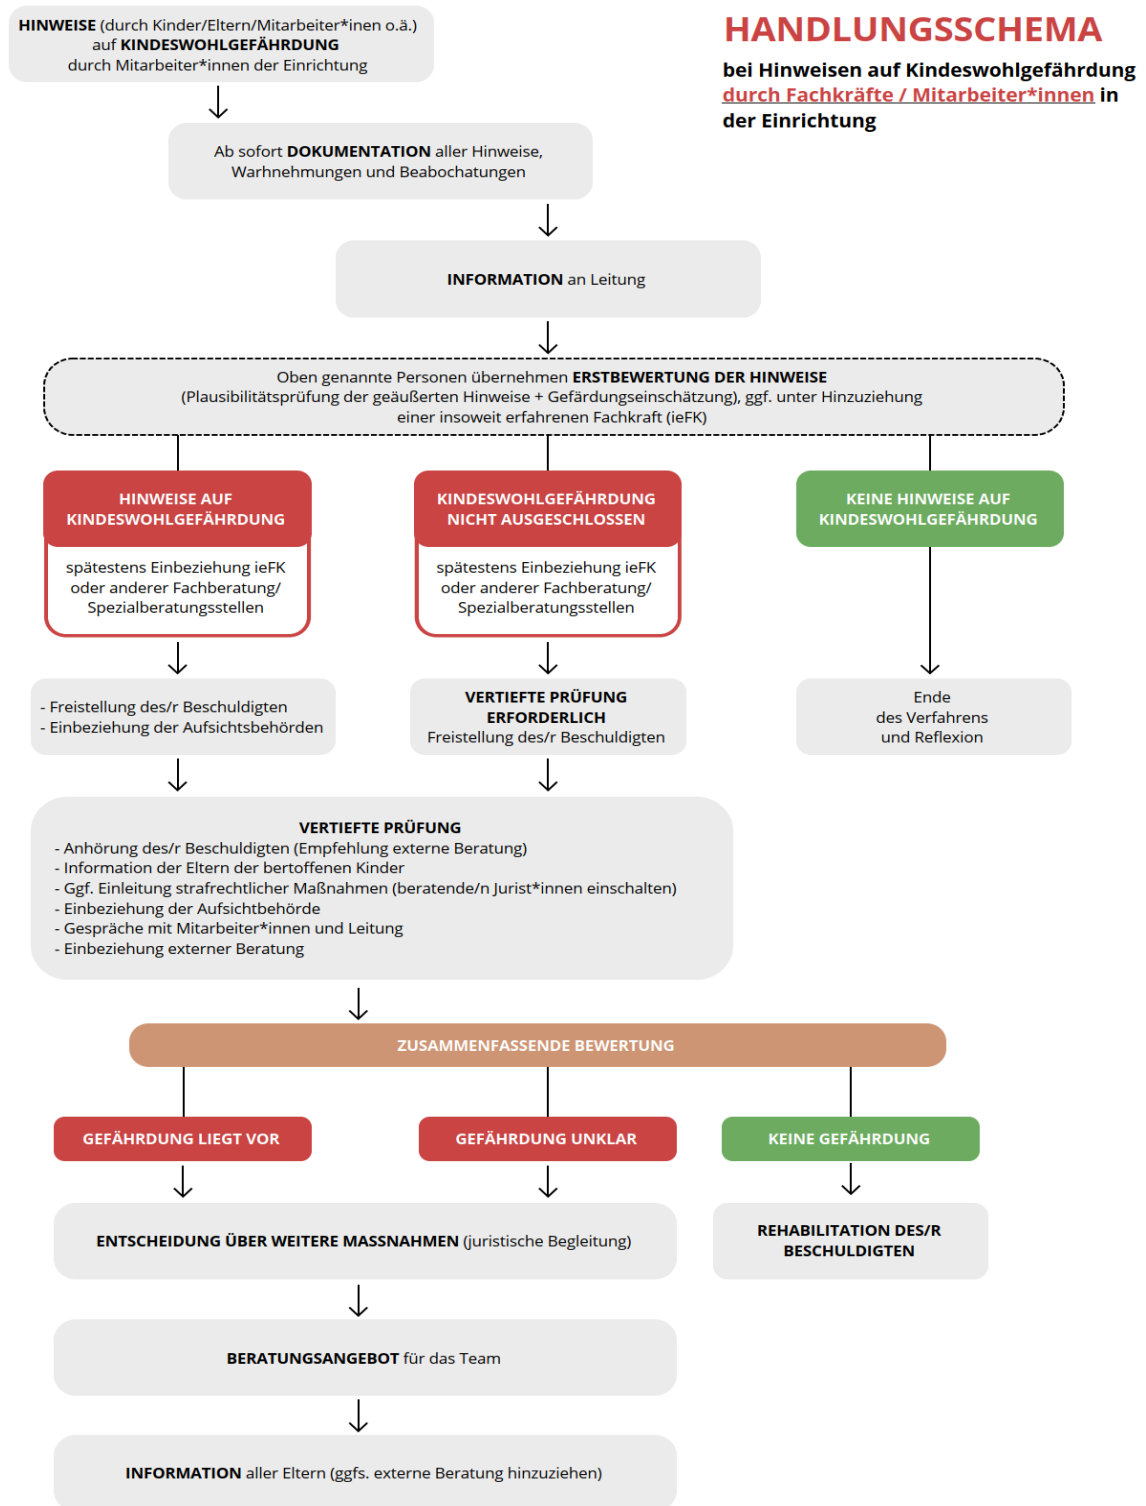 HINWEISE (durch Kinder/Eltern/Mitarbeiter*inen o.ä.)
auf KINDESWOHLGEFÄHRDUNG
durch Mitarbeiter*innen der Einrichtung
HANDLUNGSSCHEMA
bei Hinweisen auf Kindeswohlgefährdung
durch Fachkräfte / Mitarbeiter*innen in
der Einrichtung
Ab sofort DOKUMENTATION aller Hinweise,
Warhnehmungen und Beabochatungen
INFORMATION an Leitung
Oben genannte Personen übernehmen ERSTBEWERTUNG DER HINWEISE
(Plausibilitätsprüfung der geäußerten Hinweise + Gefärdungseinschätzung), ggf. unter Hinzuziehung
einer insoweit erfahrenen Fachkraft (ieFK)
HINWEISE AUF
KINDESWOHLGEFÄHRDUNG
spätestens Einbeziehung ieFK
oder anderer Fachberatung/
Spezialberatungsstellen
KINDESWOHLGEFÄHRDUNG
NICHT AUSGESCHLOSSEN
spätestens Einbeziehung ieFK
oder anderer Fachberatung/
Spezialberatungsstellen
KEINE HINWEISE AUF
KINDESWOHLGEFÄHRDUNG
- Freistellung des/r Beschuldigten
- Einbeziehung der Aufsichtsbehörden
VERTIEFTE PRÜFUNG
ERFORDERLICH
Freistellung des/r Beschuldigten
Ende
des Verfahrens
und Reflexion
VERTIEFTE PRÜFUNG
- Anhörung des/r Beschuldigten (Empfehlung externe Beratung)
- Information der Eltern der bertoffenen Kinder
- Ggf. Einleitung strafrechtlicher Maßnahmen (beratende/n Jurist*innen einschalten)
- Einbeziehung der Aufsichtbehörde
- Gespräche mit Mitarbeiter*innen und Leitung
- Einbeziehung externer Beratung
ZUSAMMENFASSENDE BEWERTUNG
GEFÄHRDUNG LIEGT VOR
GEFÄHRDUNG UNKLAR
KEINE GEFÄHRDUNG
ENTSCHEIDUNG ÜBER WEITERE MASSNAHMEN (juristische Begleitung)
REHABILITATION DES/R
BESCHULDIGTEN
BERATUNGSANGEBOT für das Team
INFORMATION aller Eltern (ggfs. externe Beratung hinzuziehen)